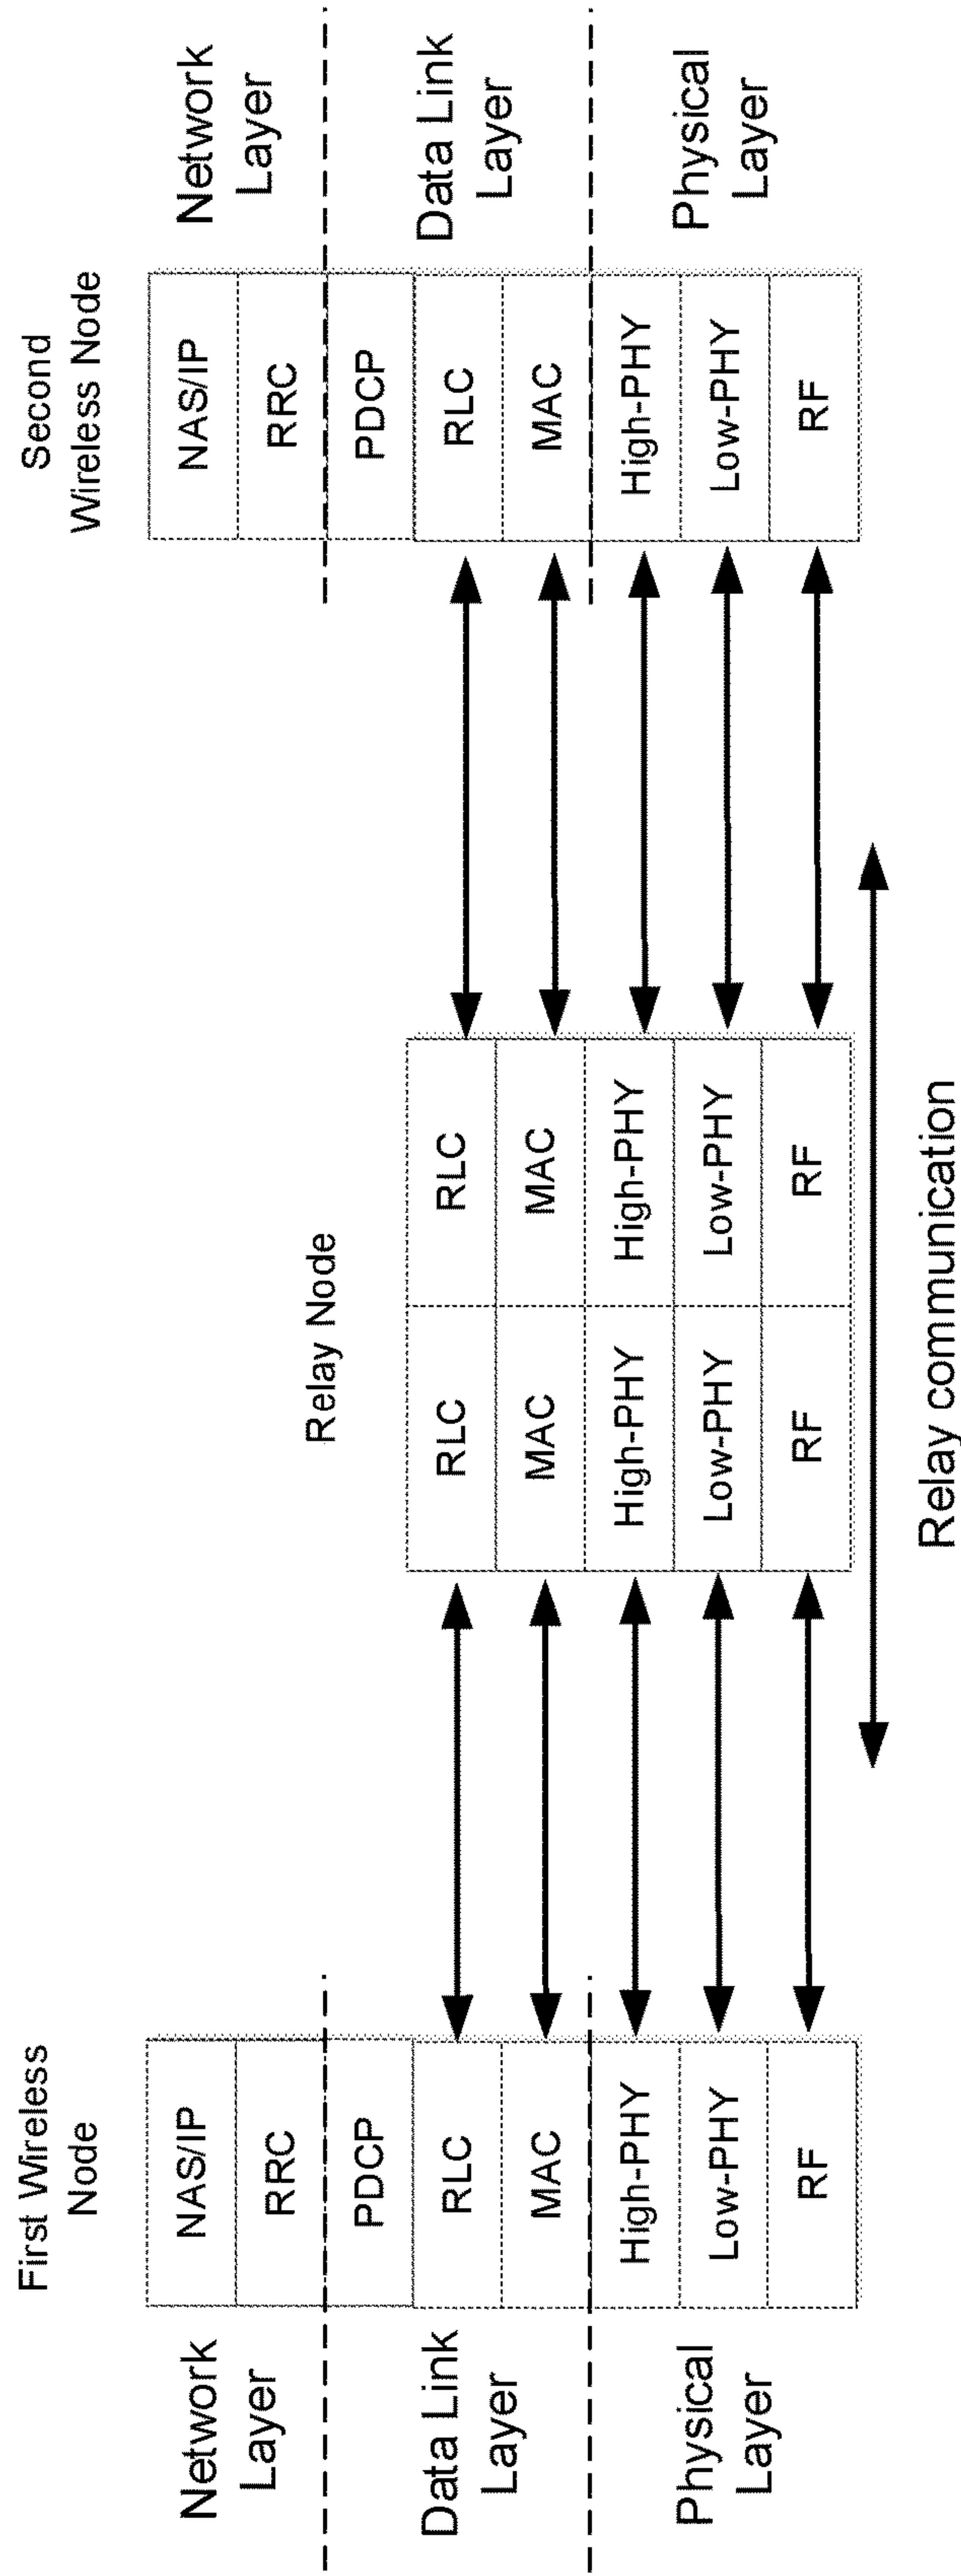 First Wireless
Node
Network
Layer
Data Link
Layer
Physical
Layer
NAS/IP
RRC
PDCP
RLC
MAC
High-PHY
Low-PHY
RF
Relay Node
RLC
RLC
MAC
MAC
High-PHY
High-PHY
Low-PHY
Low-PHY
RF
RF
Relay communication
Second
Wireless Node
NAS/IP
RRC
PDCP
RLC
MAC
High-PHY
Low-PHY
RF
Network
Layer
Data Link
Layer
Physical
Layer